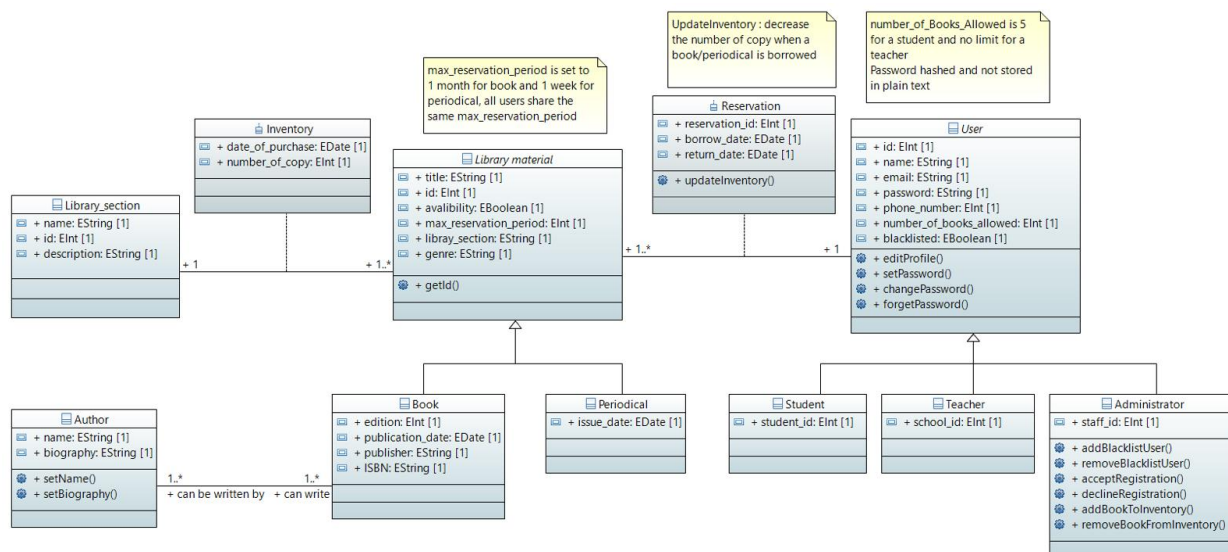 UpdateInventory : decrease
the number of copy when a
book/periodical is borrowed
number_of_Books_Allowed is 5
for a student and no limit for a
teacher
Password hashed and not stored
in plain text
max_reservation_period is set to
1 month for book and 1 week for
periodical, all users share the
same max_reservation_period
Inventory
+ date_of_purchase: EDate [1]
+ number_of_copy: EInt [1]
Reservation
+ reservation_id: EInt [1]
+ borrow_date: EDate [1]
+ return_date: EDate [1]
+ updateInventory()
User
+ id: EInt [1]
+ name: EString [1]
+ email: EString [1]
+ password: EString [1]
+ phone_number: EInt [1]
+ number_of_books_allowed: EInt [1]
+ blacklisted: EBoolean [1]
+ editProfile()
+ setPassword()
+ changePassword()
+ forgetPassword()
Library material
+ title: EString [1]
+ id: EInt [1]
+ avalibility: EBoolean [1]
+ max_reservation_period: EInt [1]
+ libray_section: EString [1]
+ genre: EString [1]
+ getId()
Library_section
+ name: EString [1]
+ id: EInt [1]
+ description: EString [1]
+ 1
+ 1..*
+ 1..*
+ 1
Author
+ name: EString [1]
+ biography: EString [1]
+ setName()
+ setBiography()
1..*
+ can be written by
1..*
+ can write
Book
+ edition: EInt [1]
+ publication_date: EDate [1]
+ publisher: EString [1]
+ ISBN: EString [1]
Periodical
+ issue_date: EDate [1]
Student
+ student_id: EInt [1]
Teacher
+ school_id: EInt [1]
Administrator
+ staff_id: EInt [1]
+ addBlacklistUser()
+ removeBlacklistUser()
+ acceptRegistration()
+ declineRegistration()
+ addBookToInventory()
+ removeBookFromInventory()